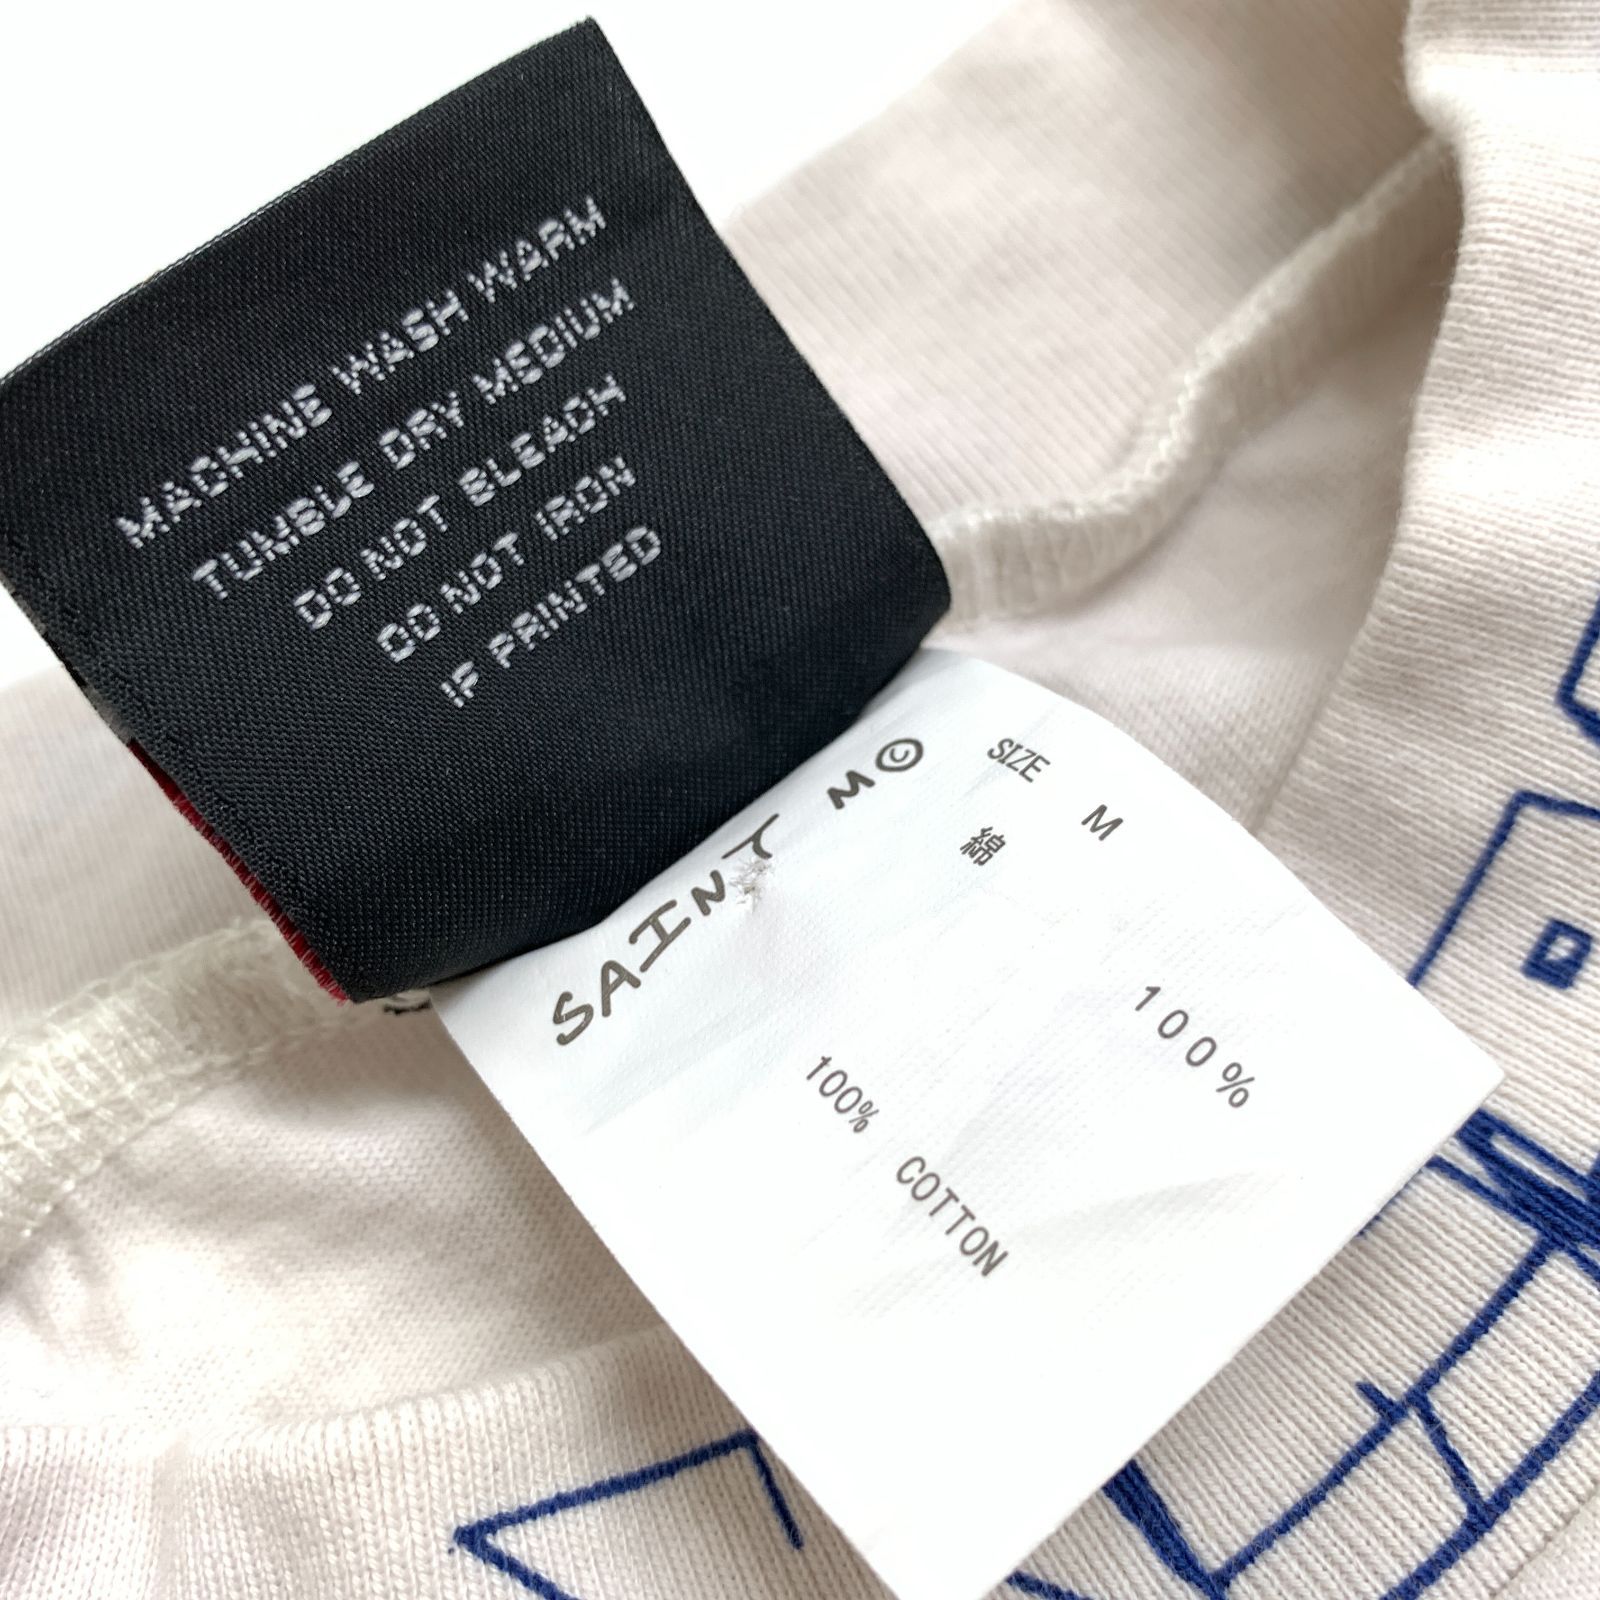 MACHINE WASH WARM
TUMBLE DRY MEDIUM
DO NOT BLEACH
DO NOT IRON
IF PRINTED
SAINT M©
SIZE M
綿 100%
100% COTTON